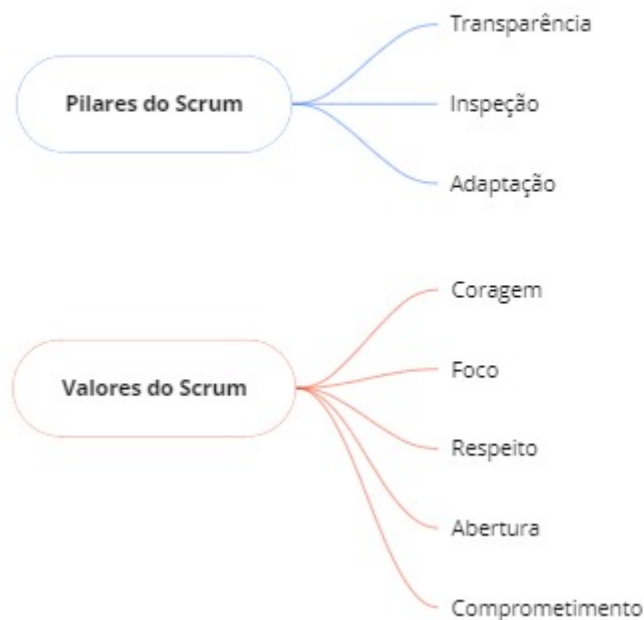 Pilares do Scrum
Transparência
Inspeção
Adaptação
Valores do Scrum
Coragem
Foco
Respeito
Abertura
Comprometimento